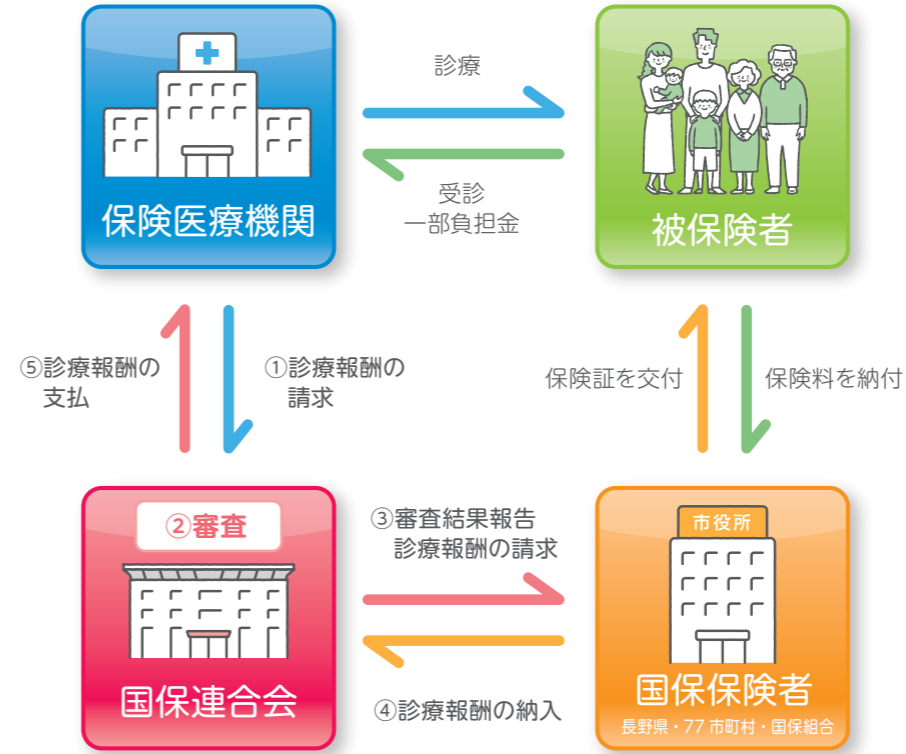 診療
受診
一部負担金
保険医療機関
被保険者
⑤診療報酬の
支払
①診療報酬の
請求
保険証を交付
保険料を納付
②審査
国保連合会
③審査結果報告
診療報酬の請求
④診療報酬の納入
市役所
国保保険者
長野県・77市町村・国保組合